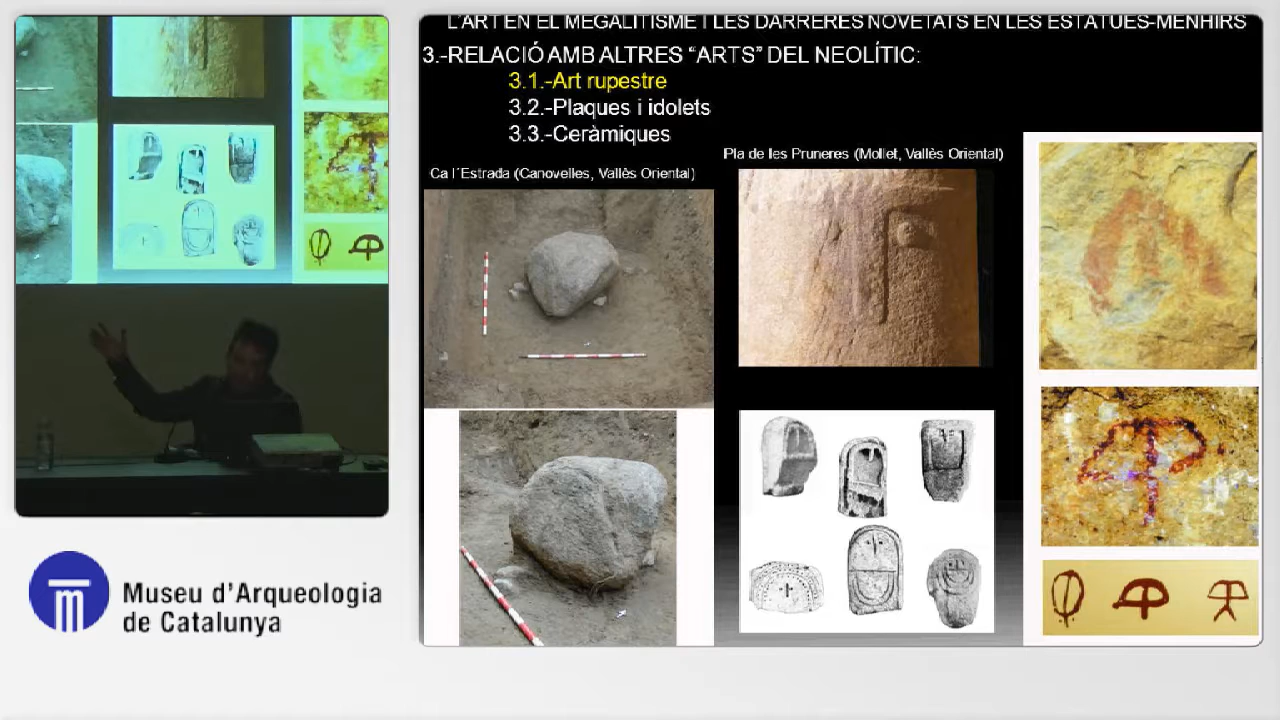 L'ART EN EL MEGALITISME I LES DARRERES NOVETATS EN LES ESTATUES-MENHIRS
3.-RELACIÓ AMB ALTRES “ARTS” DEL NEOLÍTIC:
3.1.-Art rupestre
3.2.-Plaques i idolets
3.3.-Ceràmiques
Ca l´Estrada (Canovelles, Vallès Oriental)
Pla de les Pruneres (Mollet, Vallès Oriental)
Museu d'Arqueologia
de Catalunya